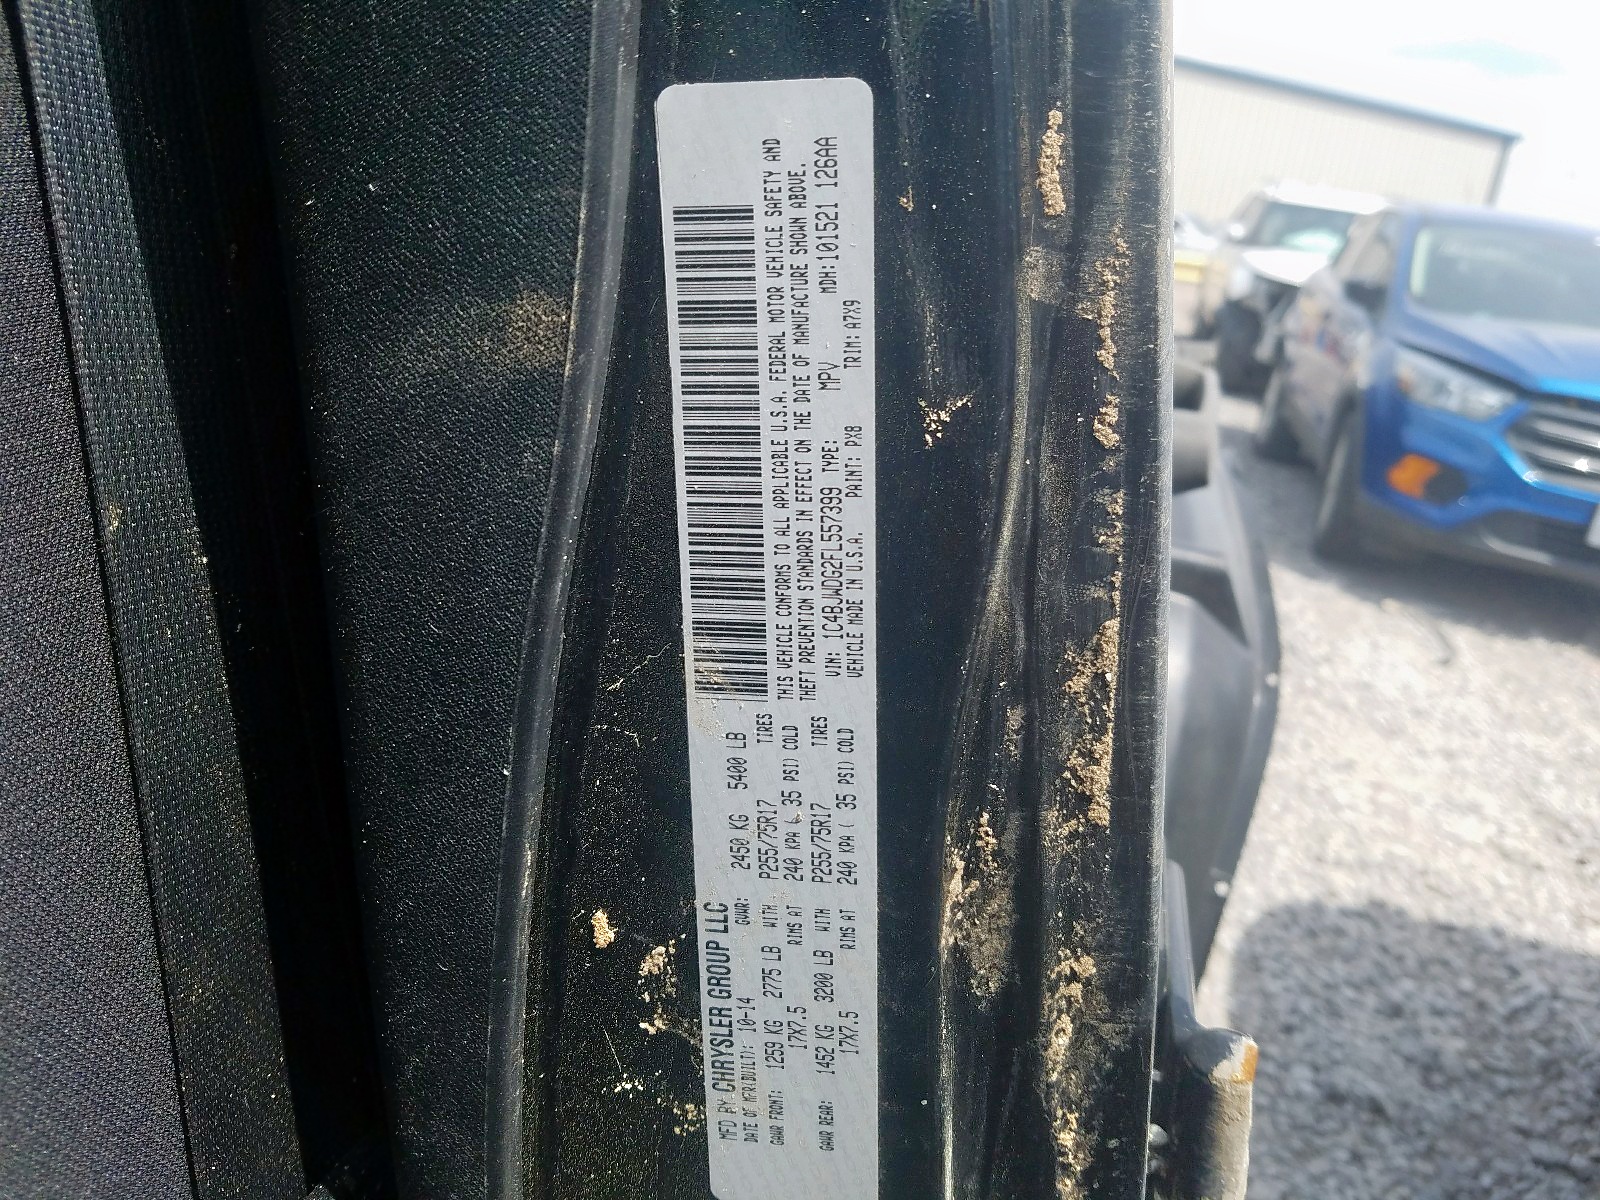 MFD BY CHRYSLER GROUP LLC
DATE OF MFR(BUILT): 10-14 GVWR: 2450 KG 5400 LB
GAWR FRONT: 1259 KG 2775 LB WITH P255/75R17 TIRES
17X7.5 RIMS AT 240 KPA ( 35 PSI) COLD
GAWR REAR: 1452 KG 3200 LB WITH P255/75R17 TIRES
17X7.5 RIMS AT 240 KPA ( 35 PSI) COLD
THIS VEHICLE CONFORMS TO ALL APPLICABLE U.S.A. FEDERAL MOTOR VEHICLE SAFETY AND
THEFT PREVENTION STANDARDS IN EFFECT ON THE DATE OF MANUFACTURE SHOWN ABOVE.
VIN: 1C4BJWDG2FL557399 TYPE: MPV MDH:101521 126AA
VEHICLE MADE IN U.S.A. PAINT: PX8 TRIM: A7X9